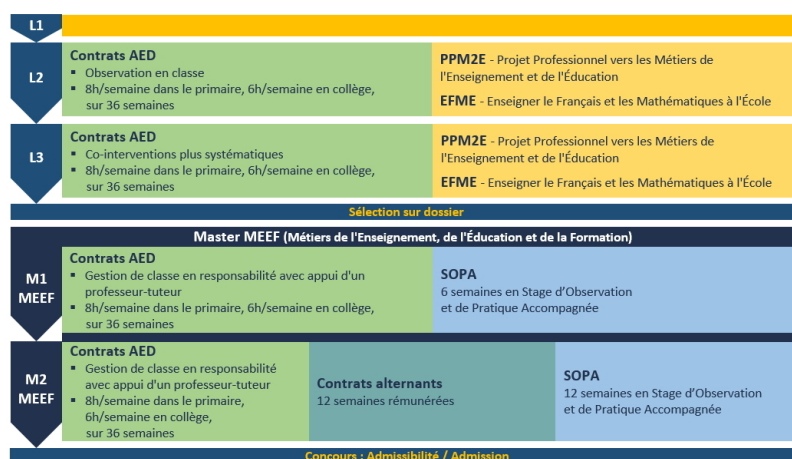 L1
L2
Contrats AED
▪ Observation en classe
▪ 8h/semaine dans le primaire, 6h/semaine en collège,
sur 36 semaines
PPM2E - Projet Professionnel vers les Métiers de
l'Enseignement et de l'Éducation
EFME - Enseigner le Français et les Mathématiques à l'École
L3
Contrats AED
▪ Co-interventions plus systématiques
▪ 8h/semaine dans le primaire, 6h/semaine en collège,
sur 36 semaines
PPM2E - Projet Professionnel vers les Métiers de
l'Enseignement et de l'Éducation
EFME - Enseigner le Français et les Mathématiques à l'École
Sélection sur dossier
Master MEEF (Métiers de l'Enseignement, de l'Éducation et de la Formation)
M1
MEEF
Contrats AED
▪ Gestion de classe en responsabilité avec appui d'un
professeur-tuteur
▪ 8h/semaine dans le primaire, 6h/semaine en collège,
sur 36 semaines
SOPA
6 semaines en Stage d’Observation
et de Pratique Accompagnée
M2
MEEF
Contrats AED
▪ Gestion de classe en responsabilité
avec appui d'un professeur-tuteur
▪ 8h/semaine dans le primaire,
6h/semaine en collège,
sur 36 semaines
Contrats alternants
12 semaines rémunérées
SOPA
12 semaines en Stage d’Observation
et de Pratique Accompagnée
Concours : Admissibilité / Admission